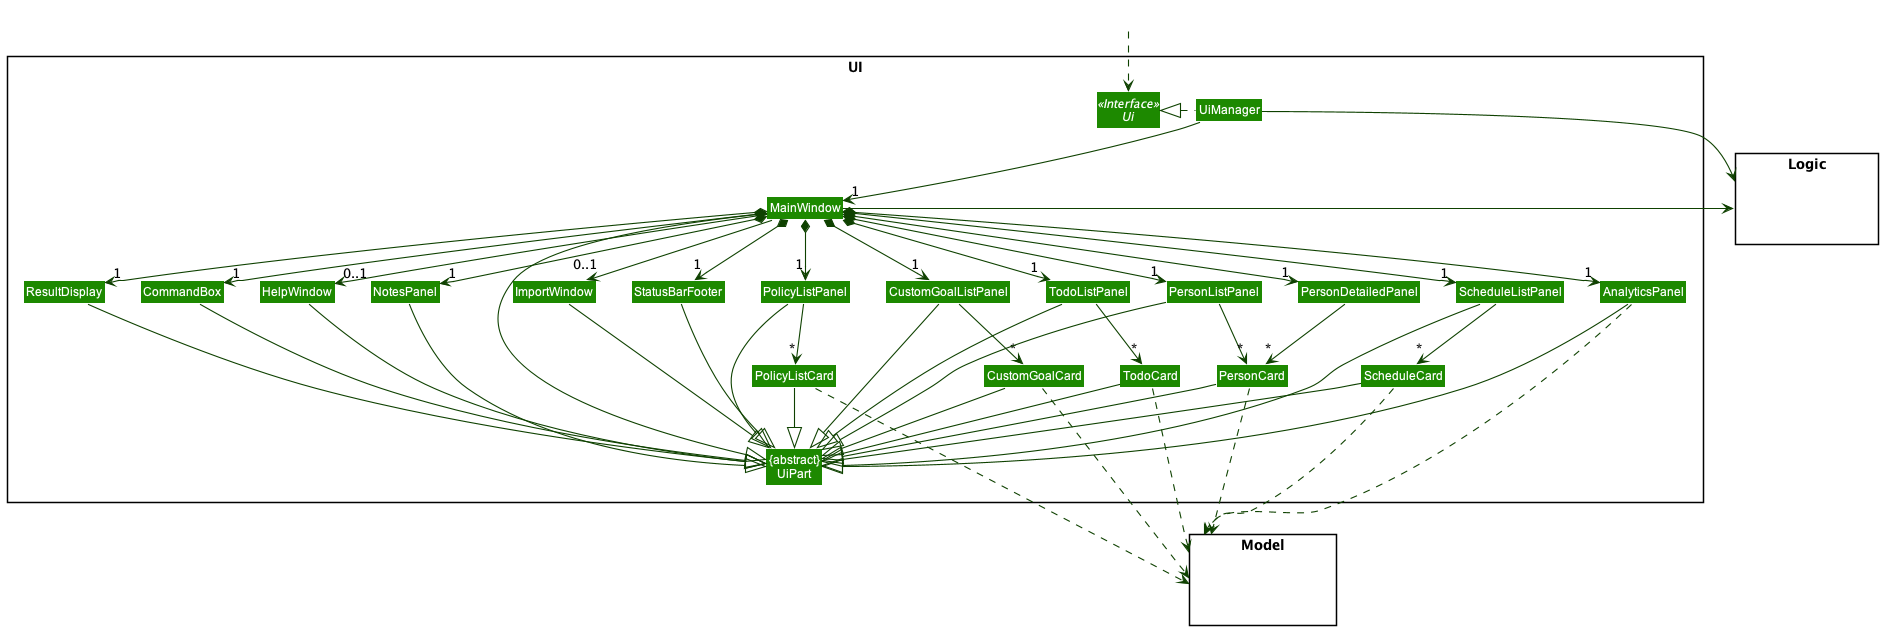 UI
«Interface»
Ui
UiManager
Logic
1
MainWindow
1
1
0..1
1
0..1
1
1
1
1
1
1
1
1
ResultDisplay
CommandBox
HelpWindow
NotesPanel
ImportWindow
StatusBarFooter
PolicyListPanel
CustomGoalListPanel
TodoListPanel
PersonListPanel
PersonDetailedPanel
ScheduleListPanel
AnalyticsPanel
*
*
*
*
*
*
PolicyListCard
CustomGoalCard
TodoCard
PersonCard
ScheduleCard
{abstract}
UiPart
Model